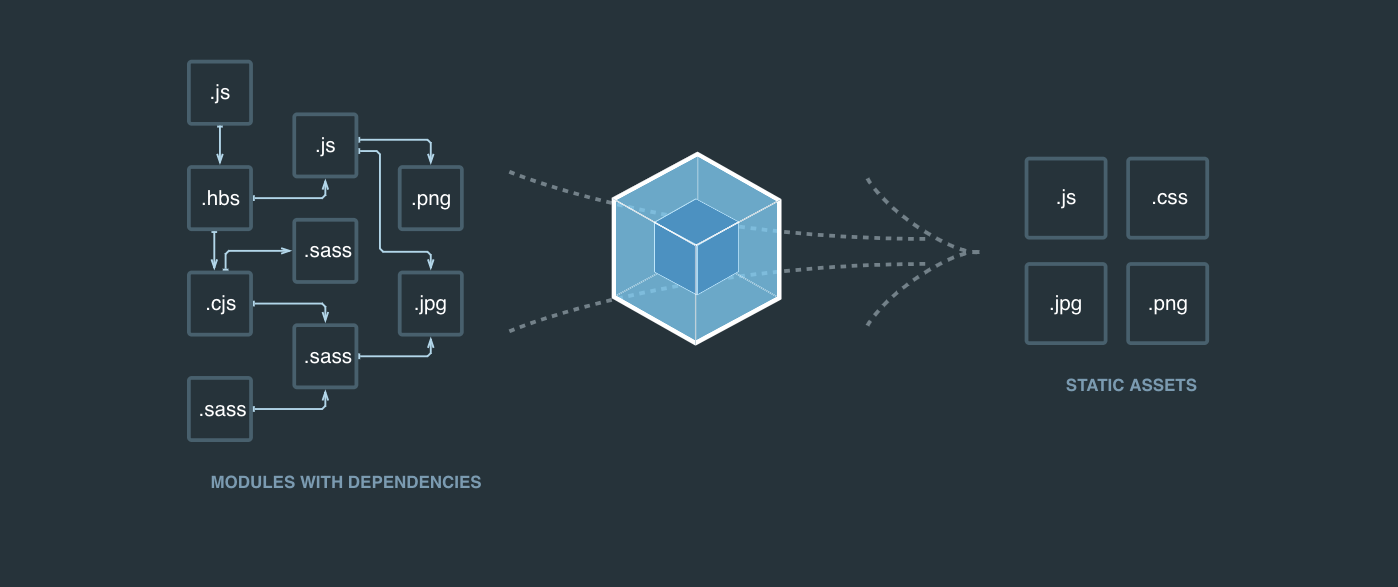 .js
.js
.hbs
.png
.sass
.cjs
.jpg
.sass
.sass
MODULES WITH DEPENDENCIES
.js
.css
.jpg
.png
STATIC ASSETS